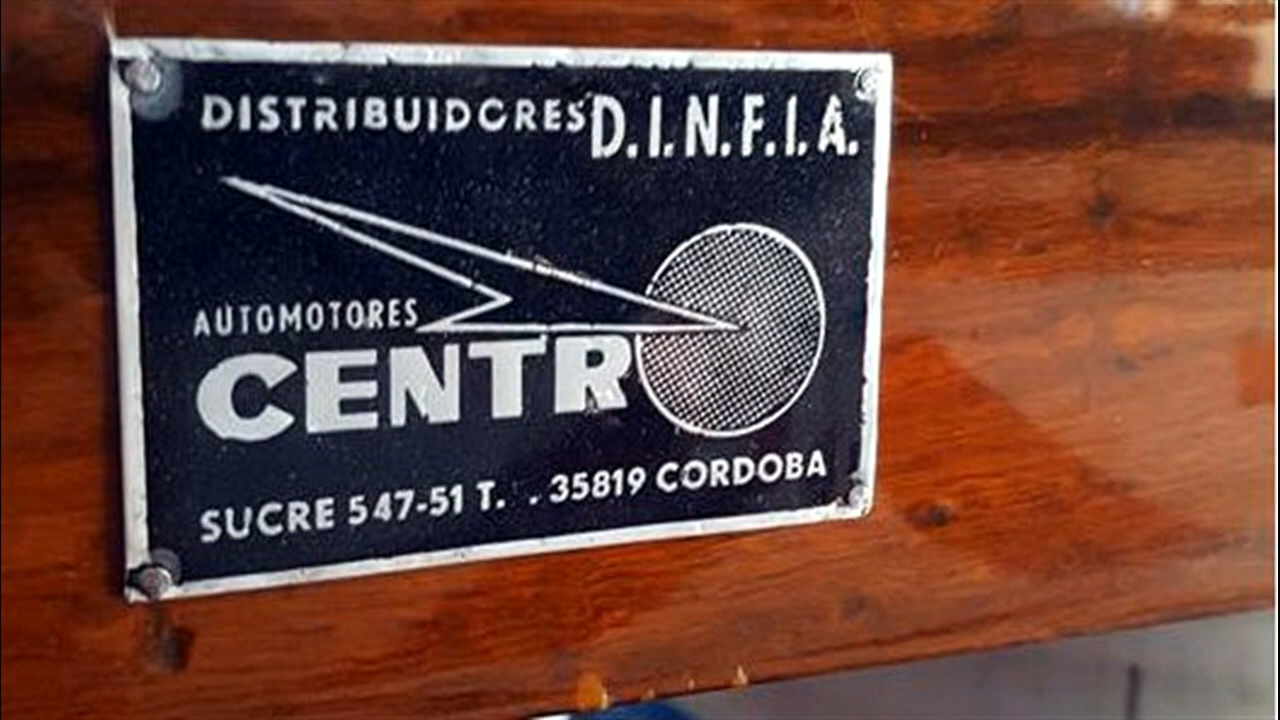 DISTRIBUIDORES D.I.N.F.I.A.
AUTOMOTORES
CENTRO
SUCRE 547-51 T. . 35819 CORDOBA